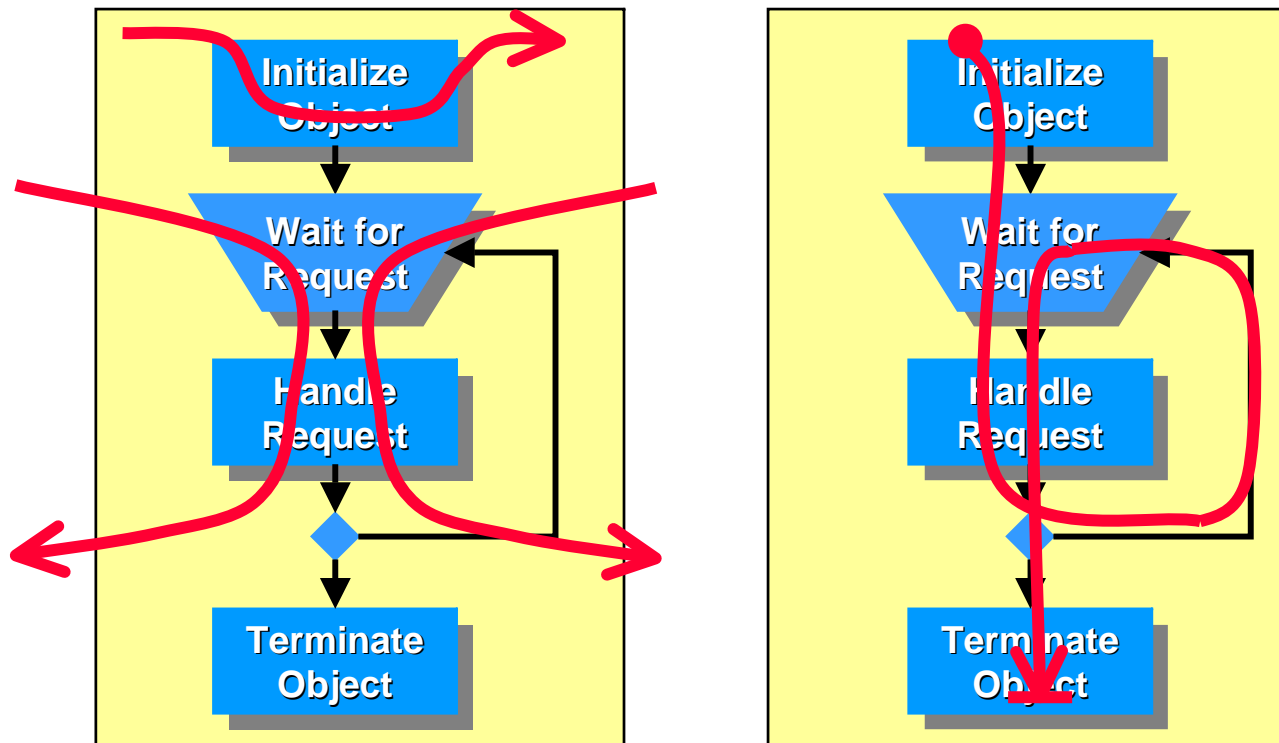 Initialize
Object
Wait for
Request
Handle
Request
Terminate
Object
Initialize
Object
Wait for
Request
Handle
Request
Terminate
Object